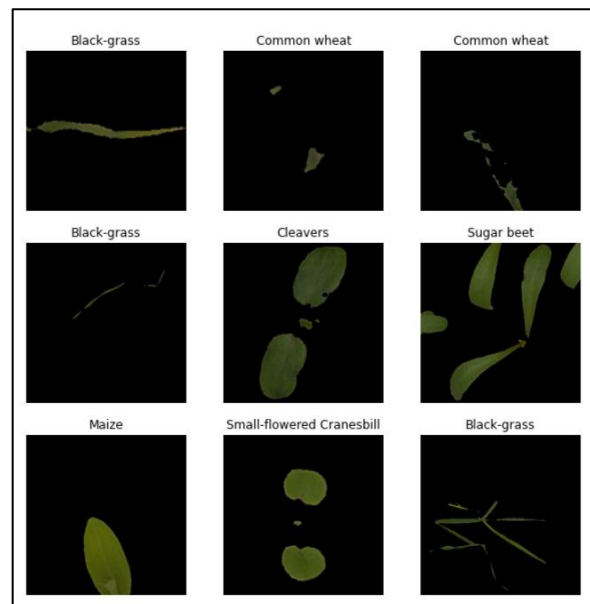 Black-grass
Common wheat
Common wheat
Black-grass
Cleavers
Sugar beet
Maize
Small-flowered Cranesbill
Black-grass